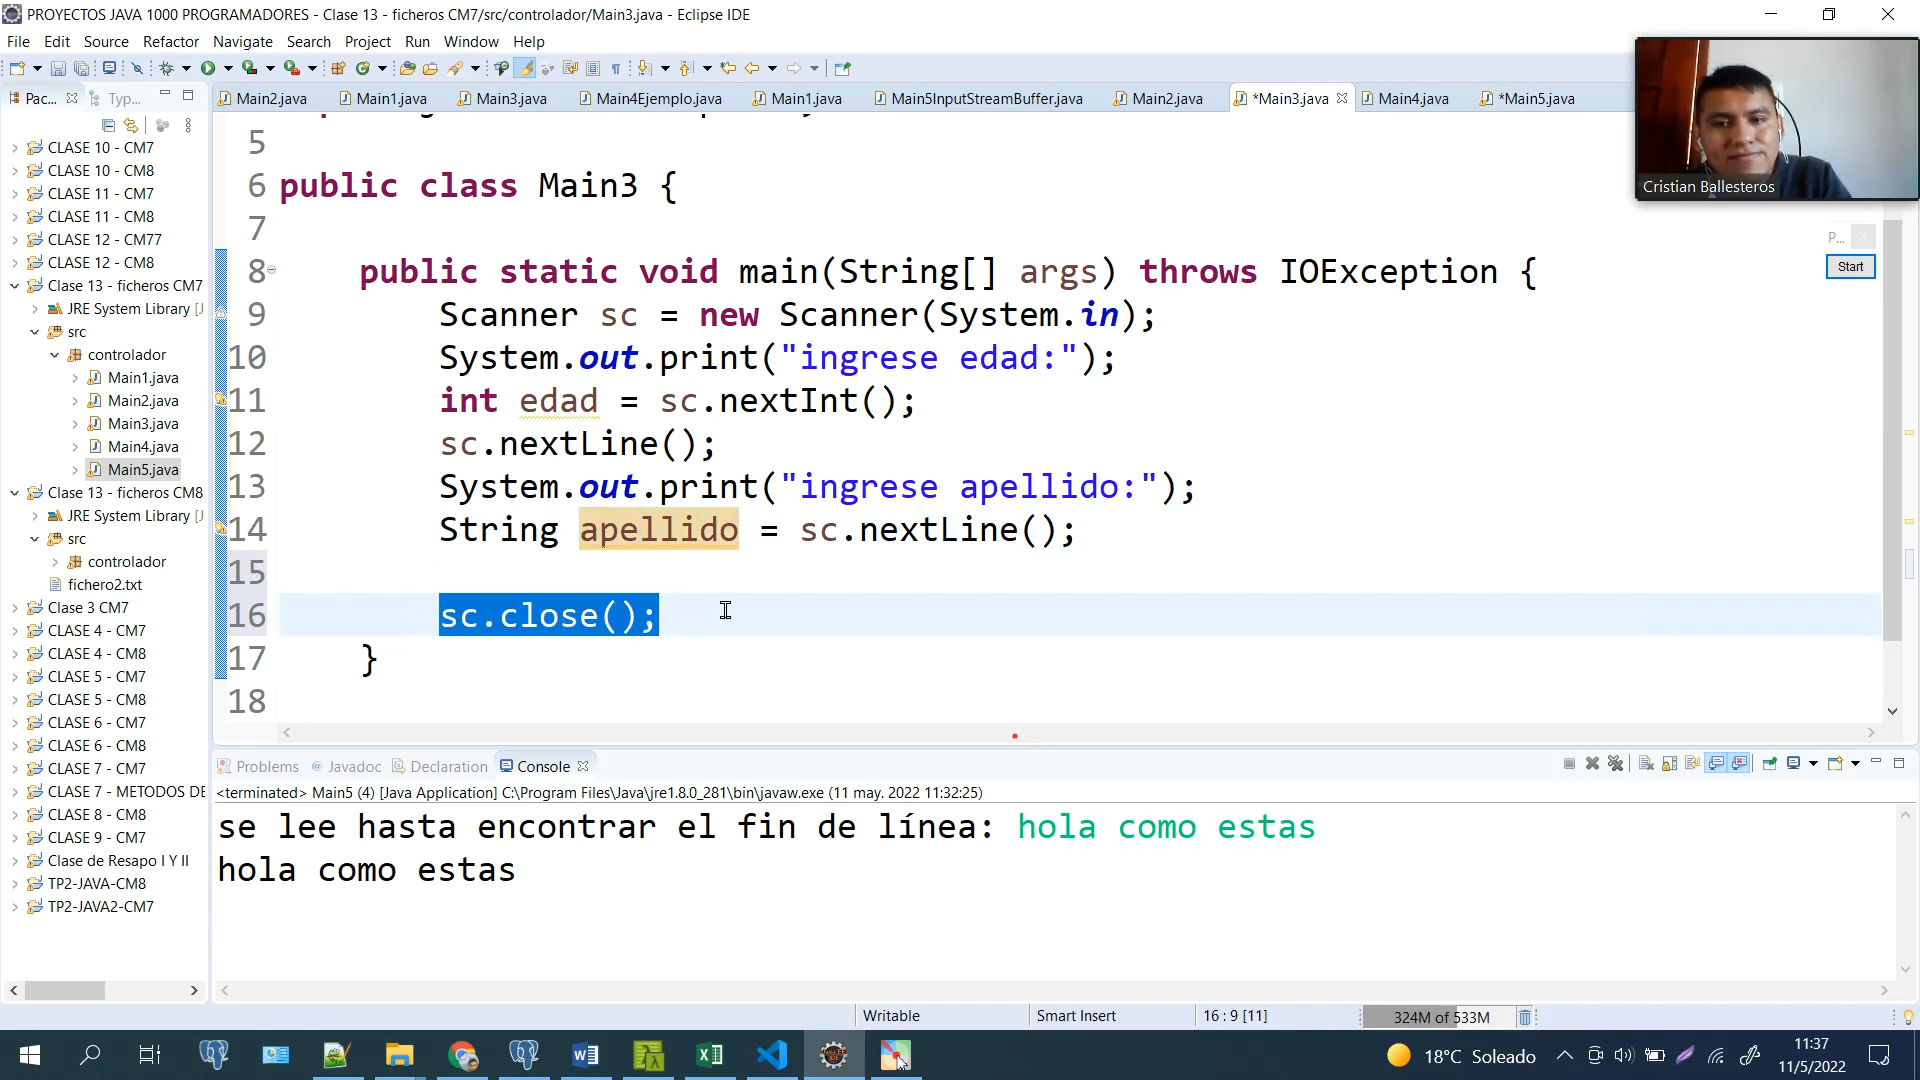 PROYECTOS JAVA 1000 PROGRAMADORES - Clase 13 - ficheros CM7/src/controlador/Main3.java - Eclipse IDE
File Edit Source Refactor Navigate Search Project Run Window Help
Pac... Typ...
Main2.java Main1.java Main3.java Main4Ejemplo.java Main1.java Main5InputStreamBuffer.java Main2.java *Main3.java Main4.java *Main5.java
Cristian Ballesteros
P...
Start
CLASE 10 - CM7
CLASE 10 - CM8
CLASE 11 - CM7
CLASE 11 - CM8
CLASE 12 - CM77
CLASE 12 - CM8
Clase 13 - ficheros CM7
JRE System Library [J
src
controlador
Main1.java
Main2.java
Main3.java
Main4.java
Main5.java
Clase 13 - ficheros CM8
JRE System Library [J
src
controlador
fichero2.txt
Clase 3 CM7
CLASE 4 - CM7
CLASE 4 - CM8
CLASE 5 - CM7
CLASE 5 - CM8
CLASE 6 - CM7
CLASE 6 - CM8
CLASE 7 - CM7
CLASE 7 - METODOS DE
CLASE 8 - CM8
CLASE 9 - CM7
Clase de Resapo I Y II
TP2-JAVA-CM8
TP2-JAVA2-CM7
5
6 public class Main3 {
7
8 public static void main(String[] args) throws IOException {
9 Scanner sc = new Scanner(System.in);
10 System.out.print("ingrese edad:");
11 int edad = sc.nextInt();
12 sc.nextLine();
13 System.out.print("ingrese apellido:");
14 String apellido = sc.nextLine();
15
16 sc.close();
17 }
18
Problems @ Javadoc Declaration Console
<terminated> Main5 (4) [Java Application] C:\Program Files\Java\jre1.8.0_281\bin\javaw.exe (11 may. 2022 11:32:25)
se lee hasta encontrar el fin de línea: hola como estas
hola como estas
Writable Smart Insert 16 : 9 [11] 324M of 533M
18°C Soleado
11:37
11/5/2022